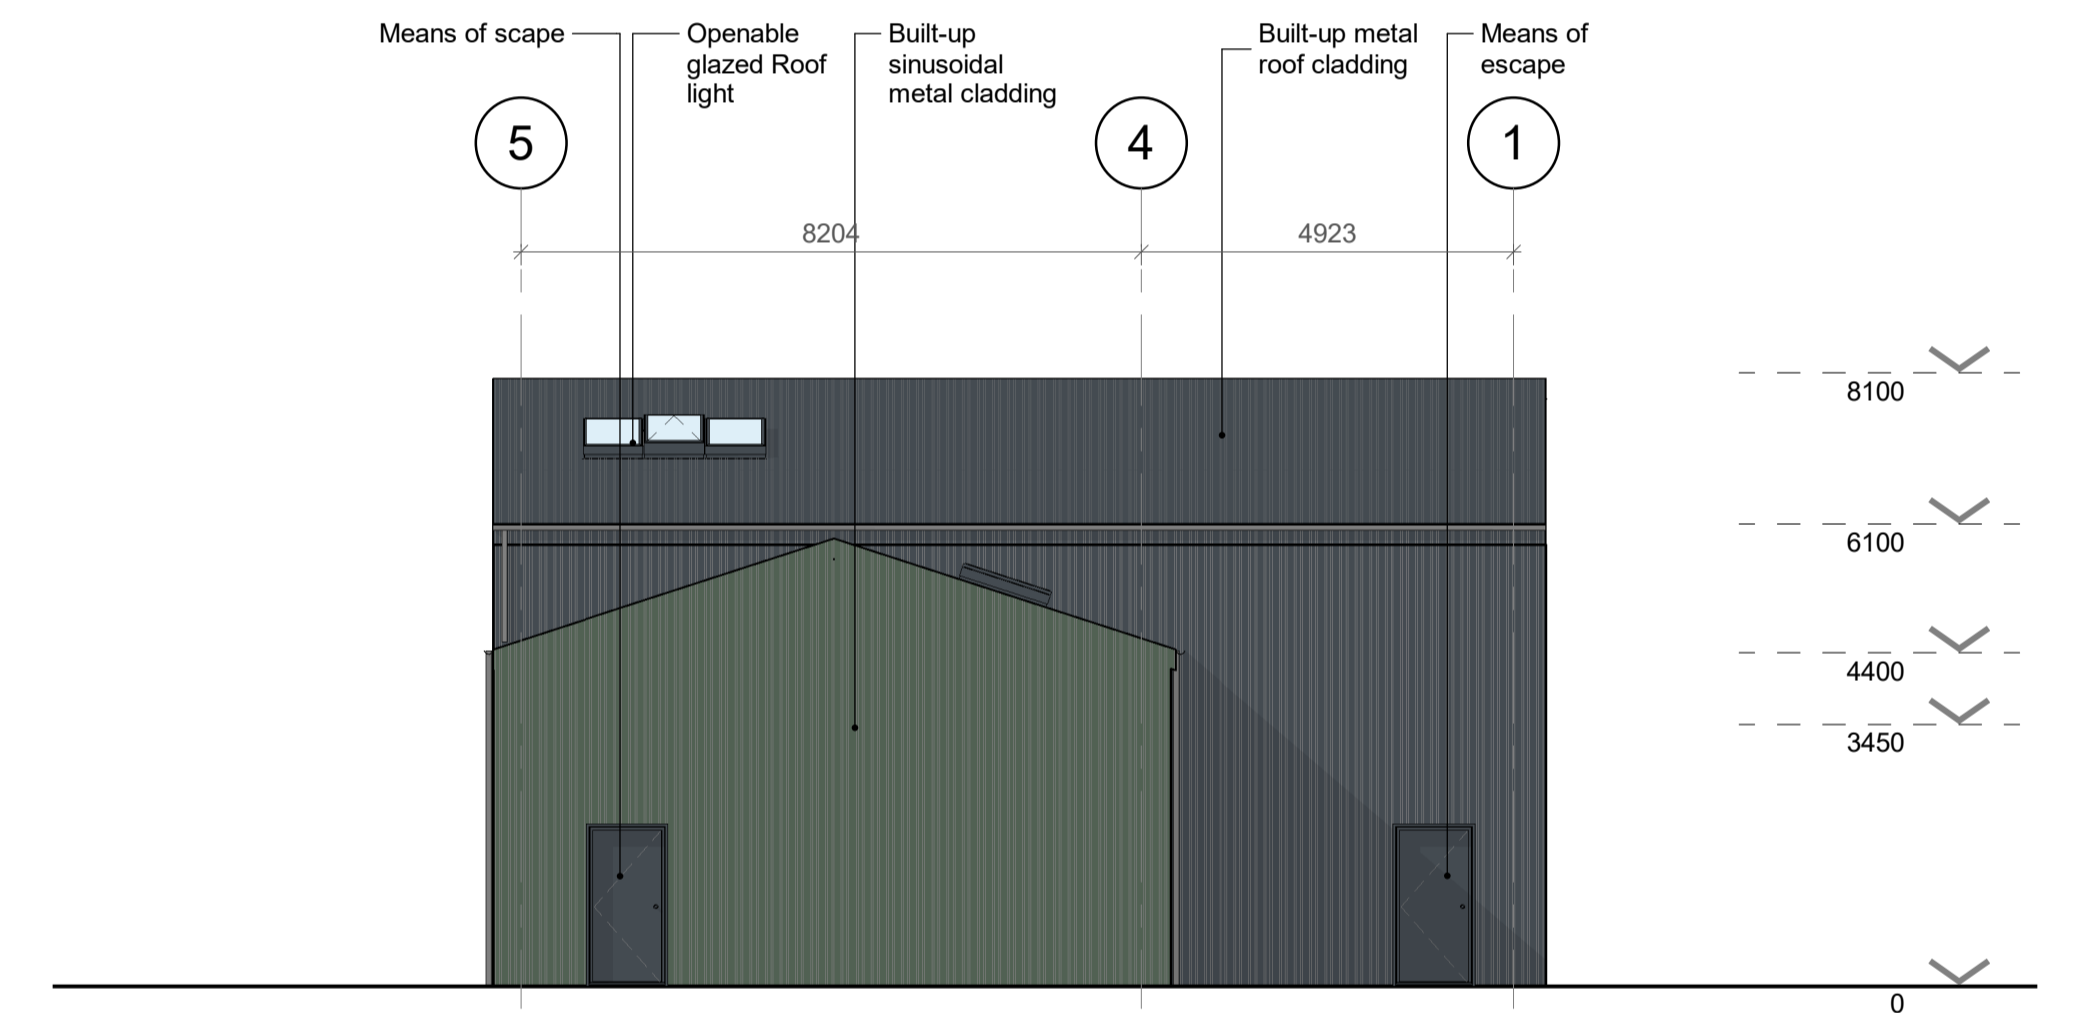 Means of scape
Openable
glazed Roof
light
Built-up
sinusoidal
metal cladding
Built-up metal
roof cladding
Means of
escape
5
4
1
8204
4923
8100
6100
4400
3450
0